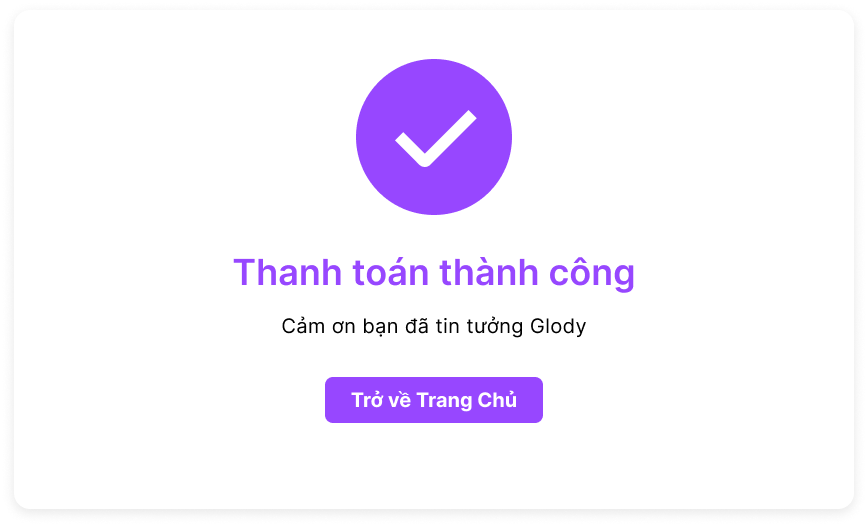 Thanh toán thành công
Cảm ơn bạn đã tin tưởng Glody
Trở về Trang Chủ